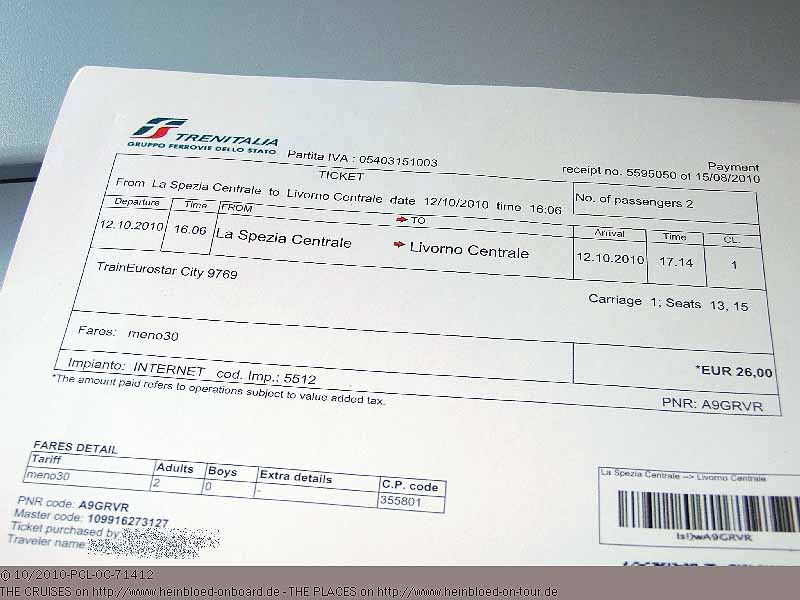 TRENITALIA
GRUPPO FERROVIE DELLO STATO
Partita IVA : 05403151003
Payment
receipt no. 5595050 of 15/08/2010
TICKET
From La Spezia Centrale to Livorno Centrale date 12/10/2010 time 16:06
No. of passengers 2
Departure Time FROM TO Arrival Time CL.
12.10.2010 16.06 La Spezia Centrale Livorno Centrale 12.10.2010 17.14 1
TrainEurostar City 9769
Carriage 1; Seats 13, 15
Fares: meno30
*EUR 26,00
Impianto: INTERNET cod. Imp.: 5512
PNR: A9GRVR
*The amount paid refers to operations subject to value added tax.
FARES DETAIL
Tariff Adults Boys Extra details C.P. code
meno30 2 0 - 355801
PNR code: A9GRVR
Master code: 109916273127
Ticket purchased by
Traveler name
La Spezia Centrale --> Livorno Centrale
© 10/2010-PCL-OC-71412
THE CRUISES on http://www.heinbloed-onboard.de - THE PLACES on http://www.heinbloed-on-tour.de